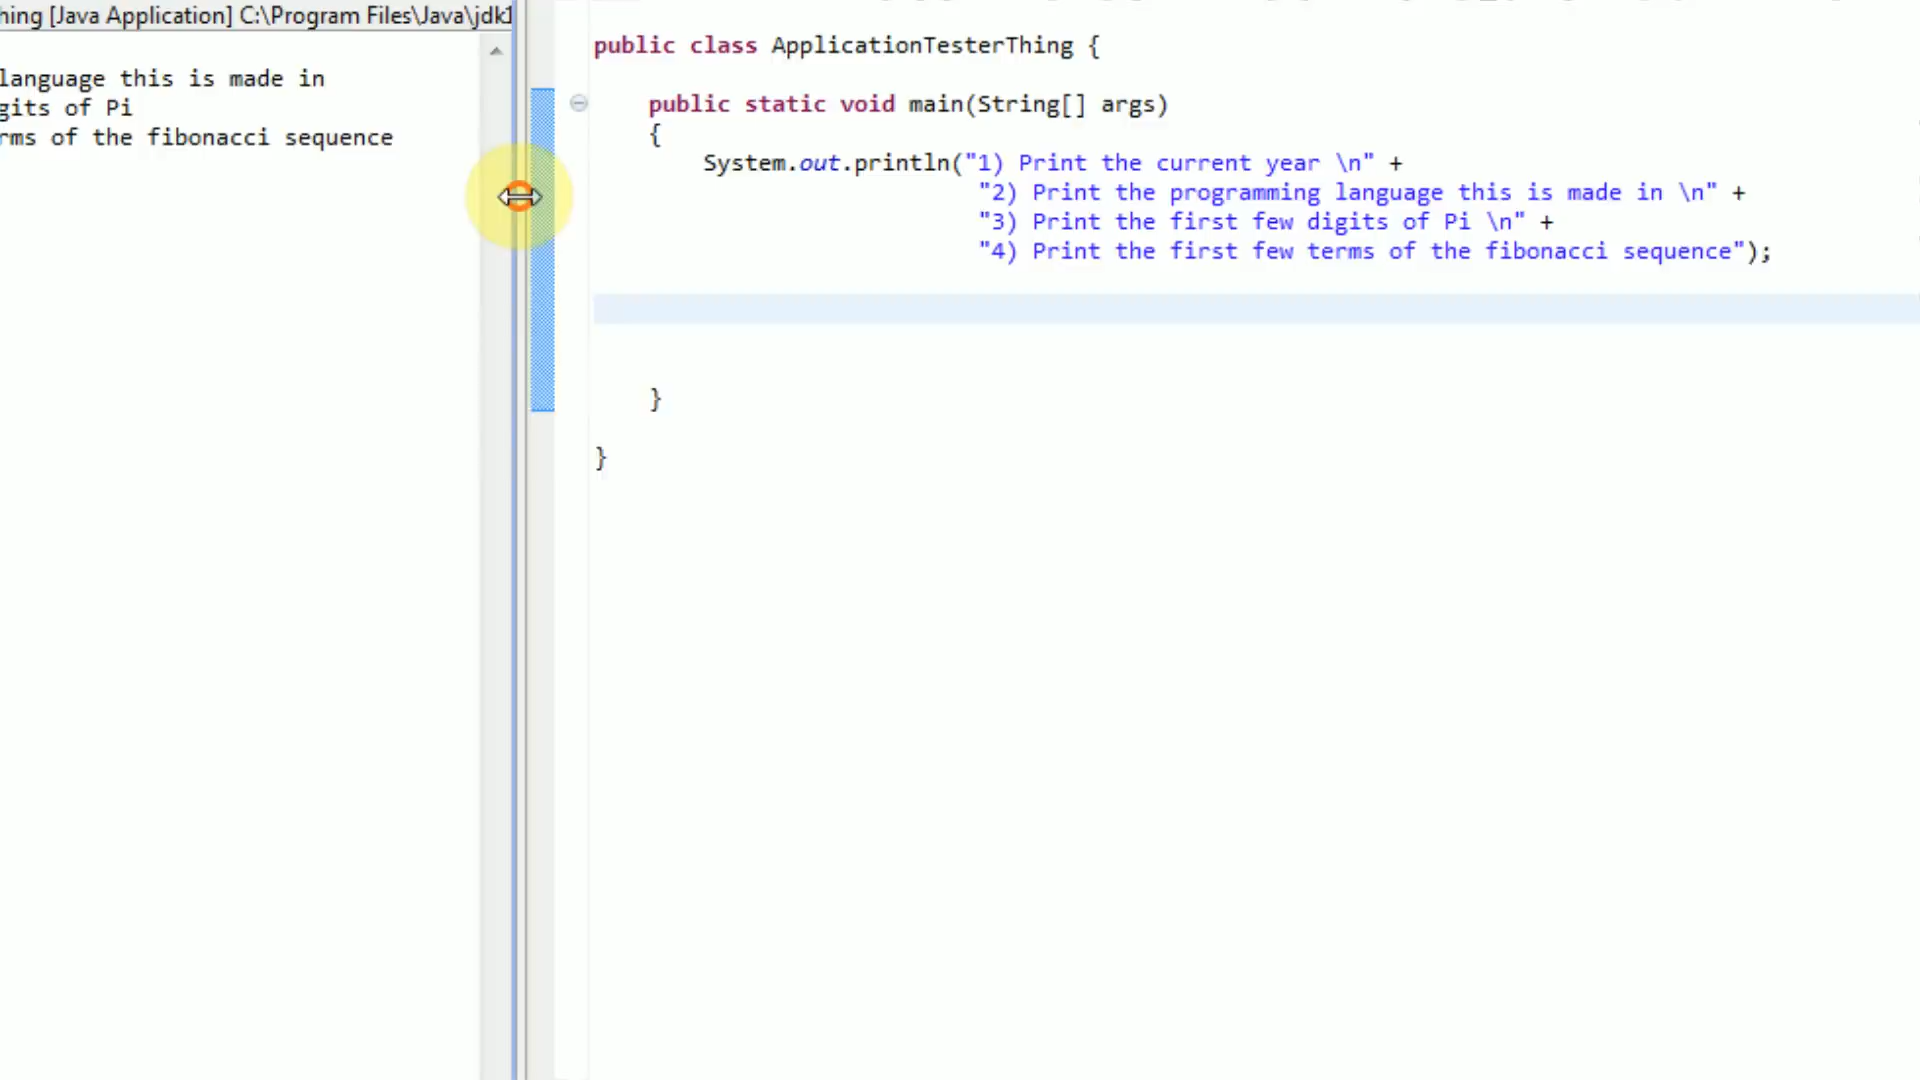 hing [Java Application] C:\Program Files\Java\jdk1
language this is made in
gits of Pi
rms of the fibonacci sequence
public class ApplicationTesterThing {
public static void main(String[] args)
{
System.out.println("1) Print the current year \n" +
"2) Print the programming language this is made in \n" +
"3) Print the first few digits of Pi \n" +
"4) Print the first few terms of the fibonacci sequence");
}
}